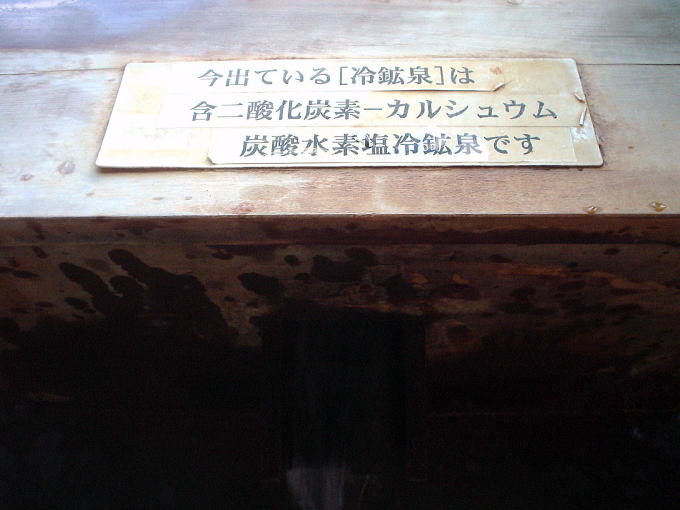 今出ている[冷鉱泉]は
含二酸化炭素−カルシュウム
炭酸水素塩冷鉱泉です